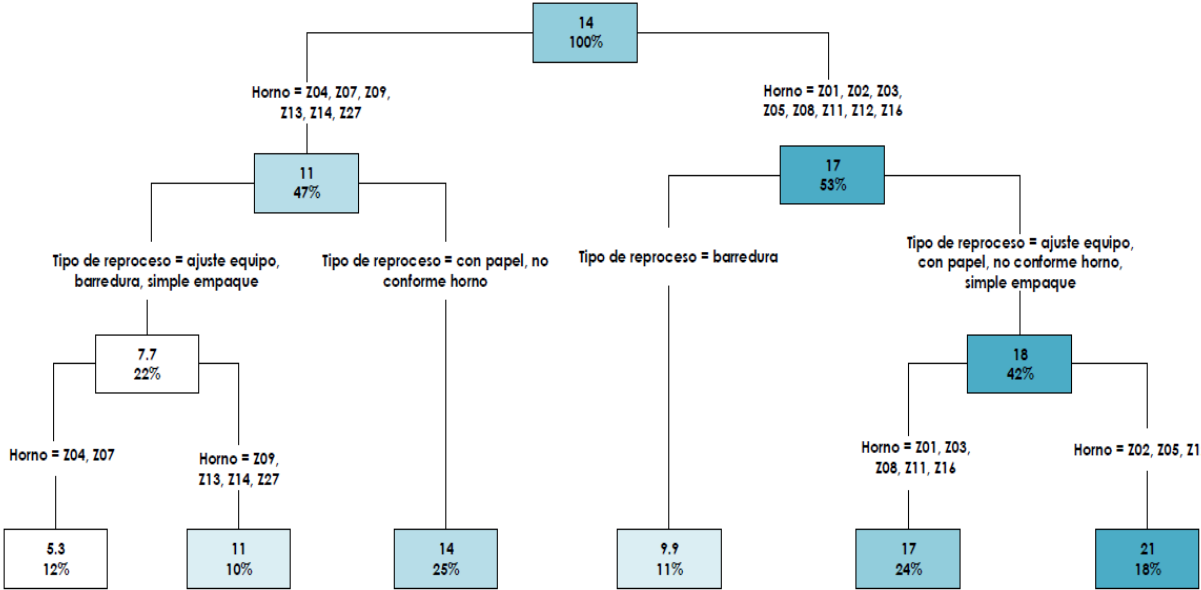 14
100%
Horno = Z04, Z07, Z09,
Z13, Z14, Z27
Horno = Z01, Z02, Z03,
Z05, Z08, Z11, Z12, Z16
11
47%
17
53%
Tipo de reproceso = ajuste equipo,
barredura, simple empaque
Tipo de reproceso = con papel, no
conforme horno
Tipo de reproceso = barredura
Tipo de reproceso = ajuste equipo,
con papel, no conforme horno,
simple empaque
7.7
22%
18
42%
Horno = Z04, Z07
Horno = Z09,
Z13, Z14, Z27
Horno = Z01, Z03,
Z08, Z11, Z16
Horno = Z02, Z05, Z1
5.3
12%
11
10%
14
25%
9.9
11%
17
24%
21
18%